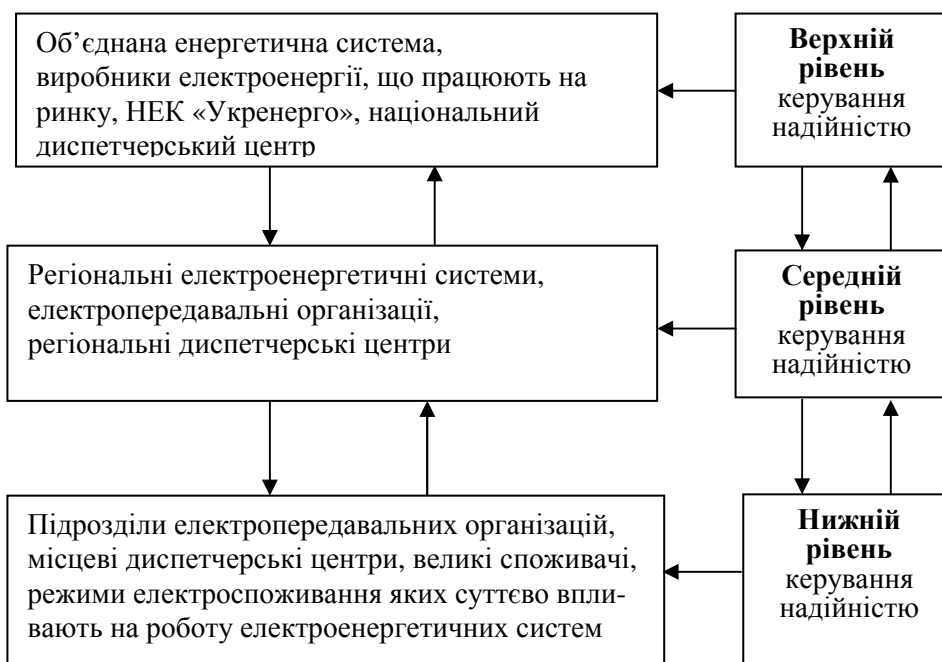 Об’єднана енергетична система,
виробники електроенергії, що працюють на
ринку, НЕК «Укренерго», національний
диспетчерський центр
Верхній
рівень
керування
надійністю
Регіональні електроенергетичні системи,
електропередавальні організації,
регіональні диспетчерські центри
Середній
рівень
керування
надійністю
Підрозділи електропередавальних організацій,
місцеві диспетчерські центри, великі споживачі,
режими електроспоживання яких суттєво впли-
вають на роботу електроенергетичних систем
Нижній
рівень
керування
надійністю